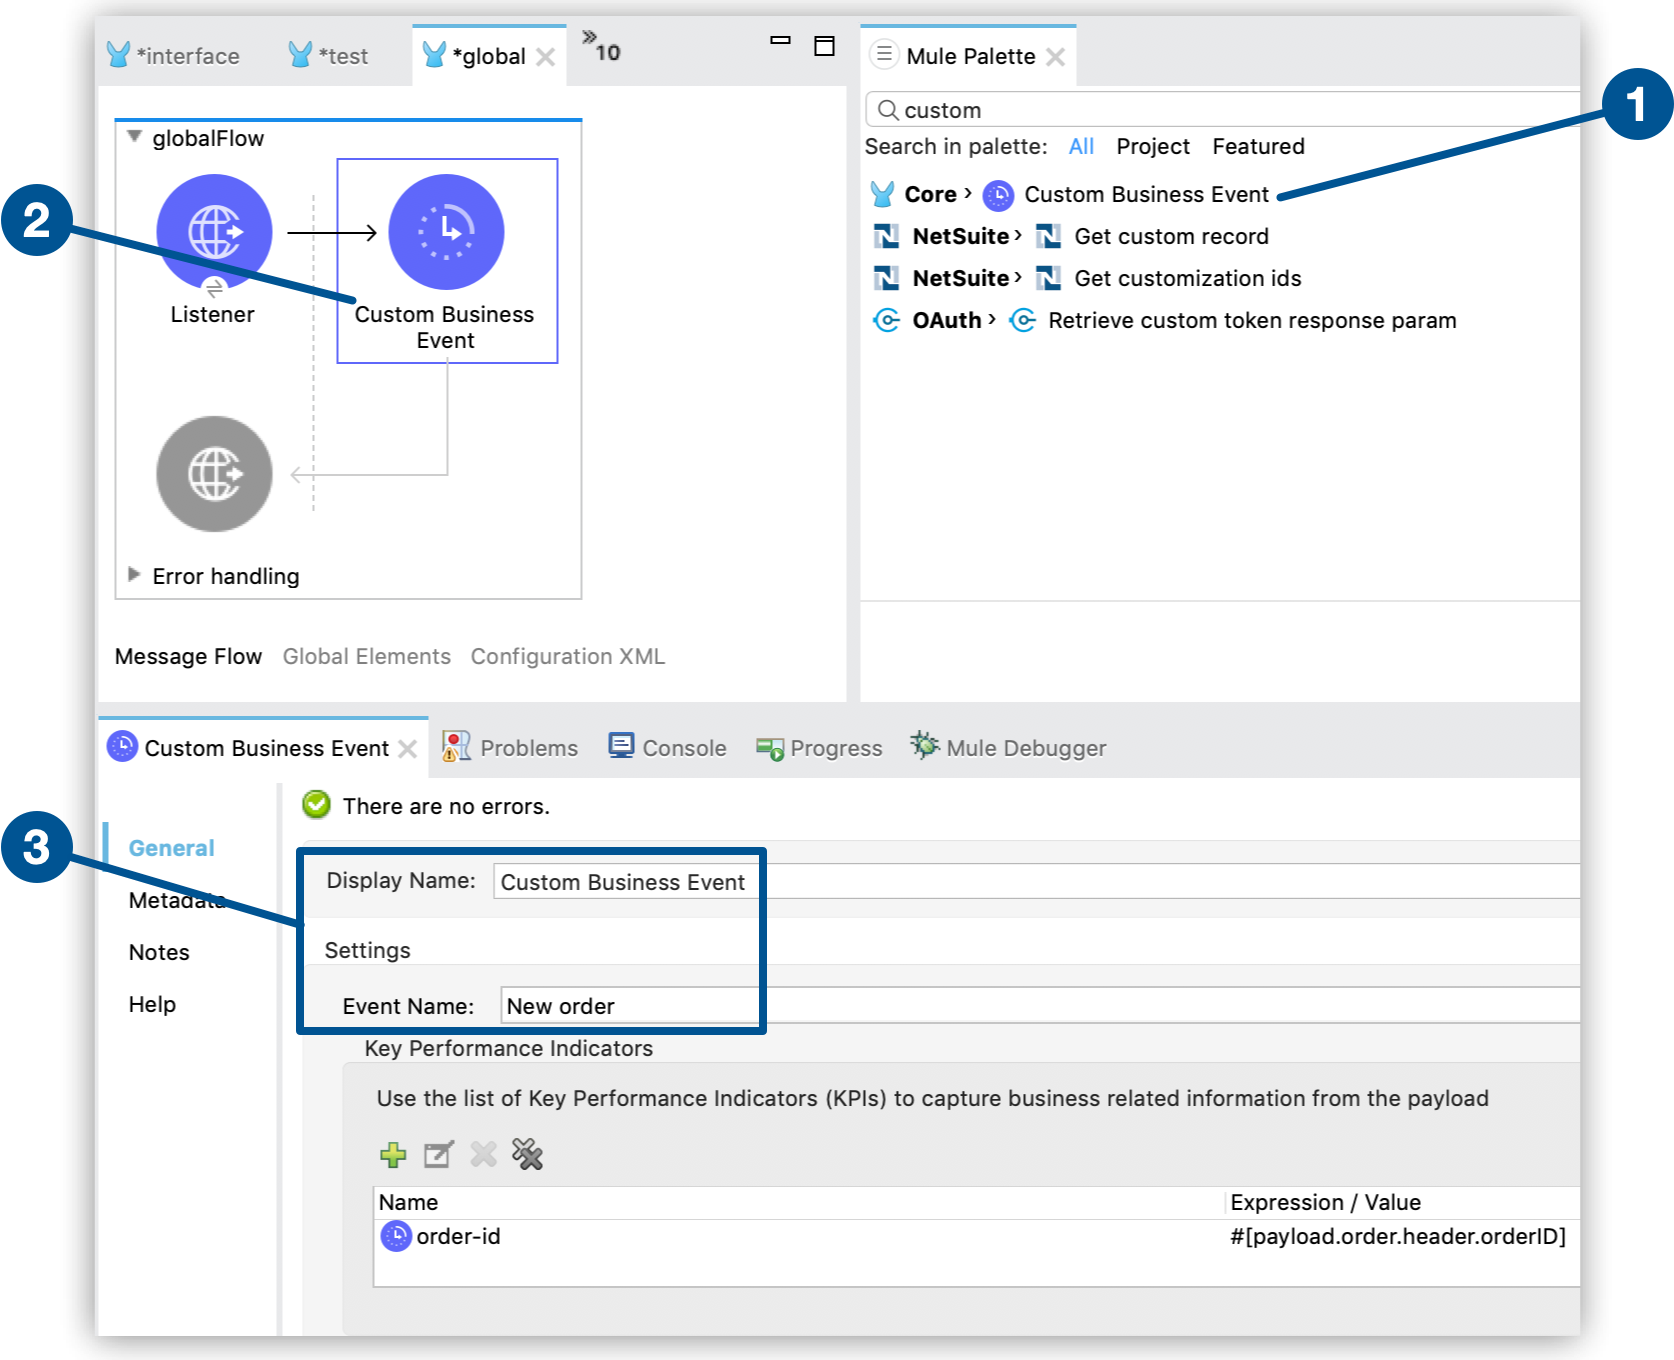 *interface *test *global 10
Mule Palette
custom
1
Search in palette: All Project Featured
Core > Custom Business Event
NetSuite > Get custom record
NetSuite > Get customization ids
OAuth > Retrieve custom token response param
globalFlow
2
Listener
Custom Business
Event
Error handling
Message Flow Global Elements Configuration XML
Custom Business Event Problems Console Progress Mule Debugger
There are no errors.
3
General
Metadata
Notes
Help
Display Name: Custom Business Event
Settings
Event Name: New order
Key Performance Indicators
Use the list of Key Performance Indicators (KPIs) to capture business related information from the payload
Name Expression / Value
order-id #[payload.order.header.orderID]